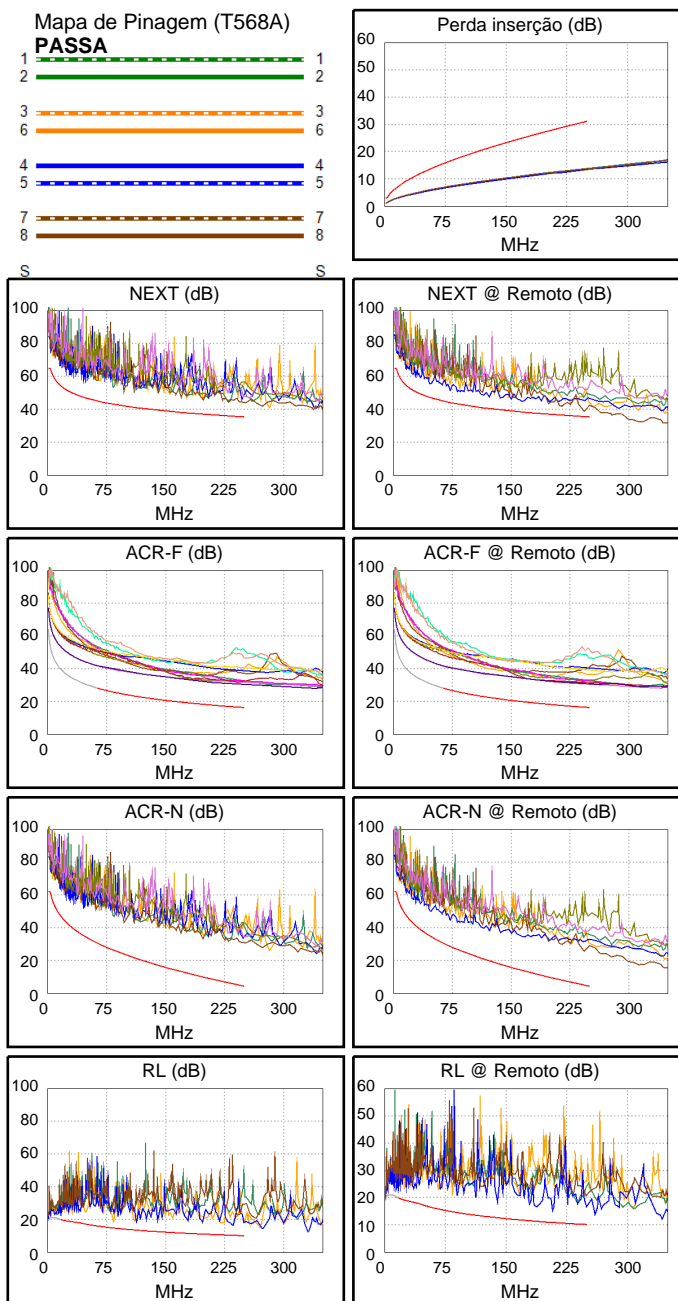 Mapa de Pinagem (T568A)
PASSA
1 1
2 2
3 3
6 6
4 4
5 5
7 7
8 8
S S
Perda inserção (dB)
60
50
40
30
20
10
0
0 75 150 225 300
MHz
NEXT (dB)
100
80
60
40
20
0
0 75 150 225 300
MHz
NEXT @ Remoto (dB)
100
80
60
40
20
0
0 75 150 225 300
MHz
ACR-F (dB)
100
80
60
40
20
0
0 75 150 225 300
MHz
ACR-F @ Remoto (dB)
100
80
60
40
20
0
0 75 150 225 300
MHz
ACR-N (dB)
100
80
60
40
20
0
0 75 150 225 300
MHz
ACR-N @ Remoto (dB)
100
80
60
40
20
0
0 75 150 225 300
MHz
RL (dB)
100
80
60
40
20
0
0 75 150 225 300
MHz
RL @ Remoto (dB)
60
50
40
30
20
10
0
0 75 150 225 300
MHz